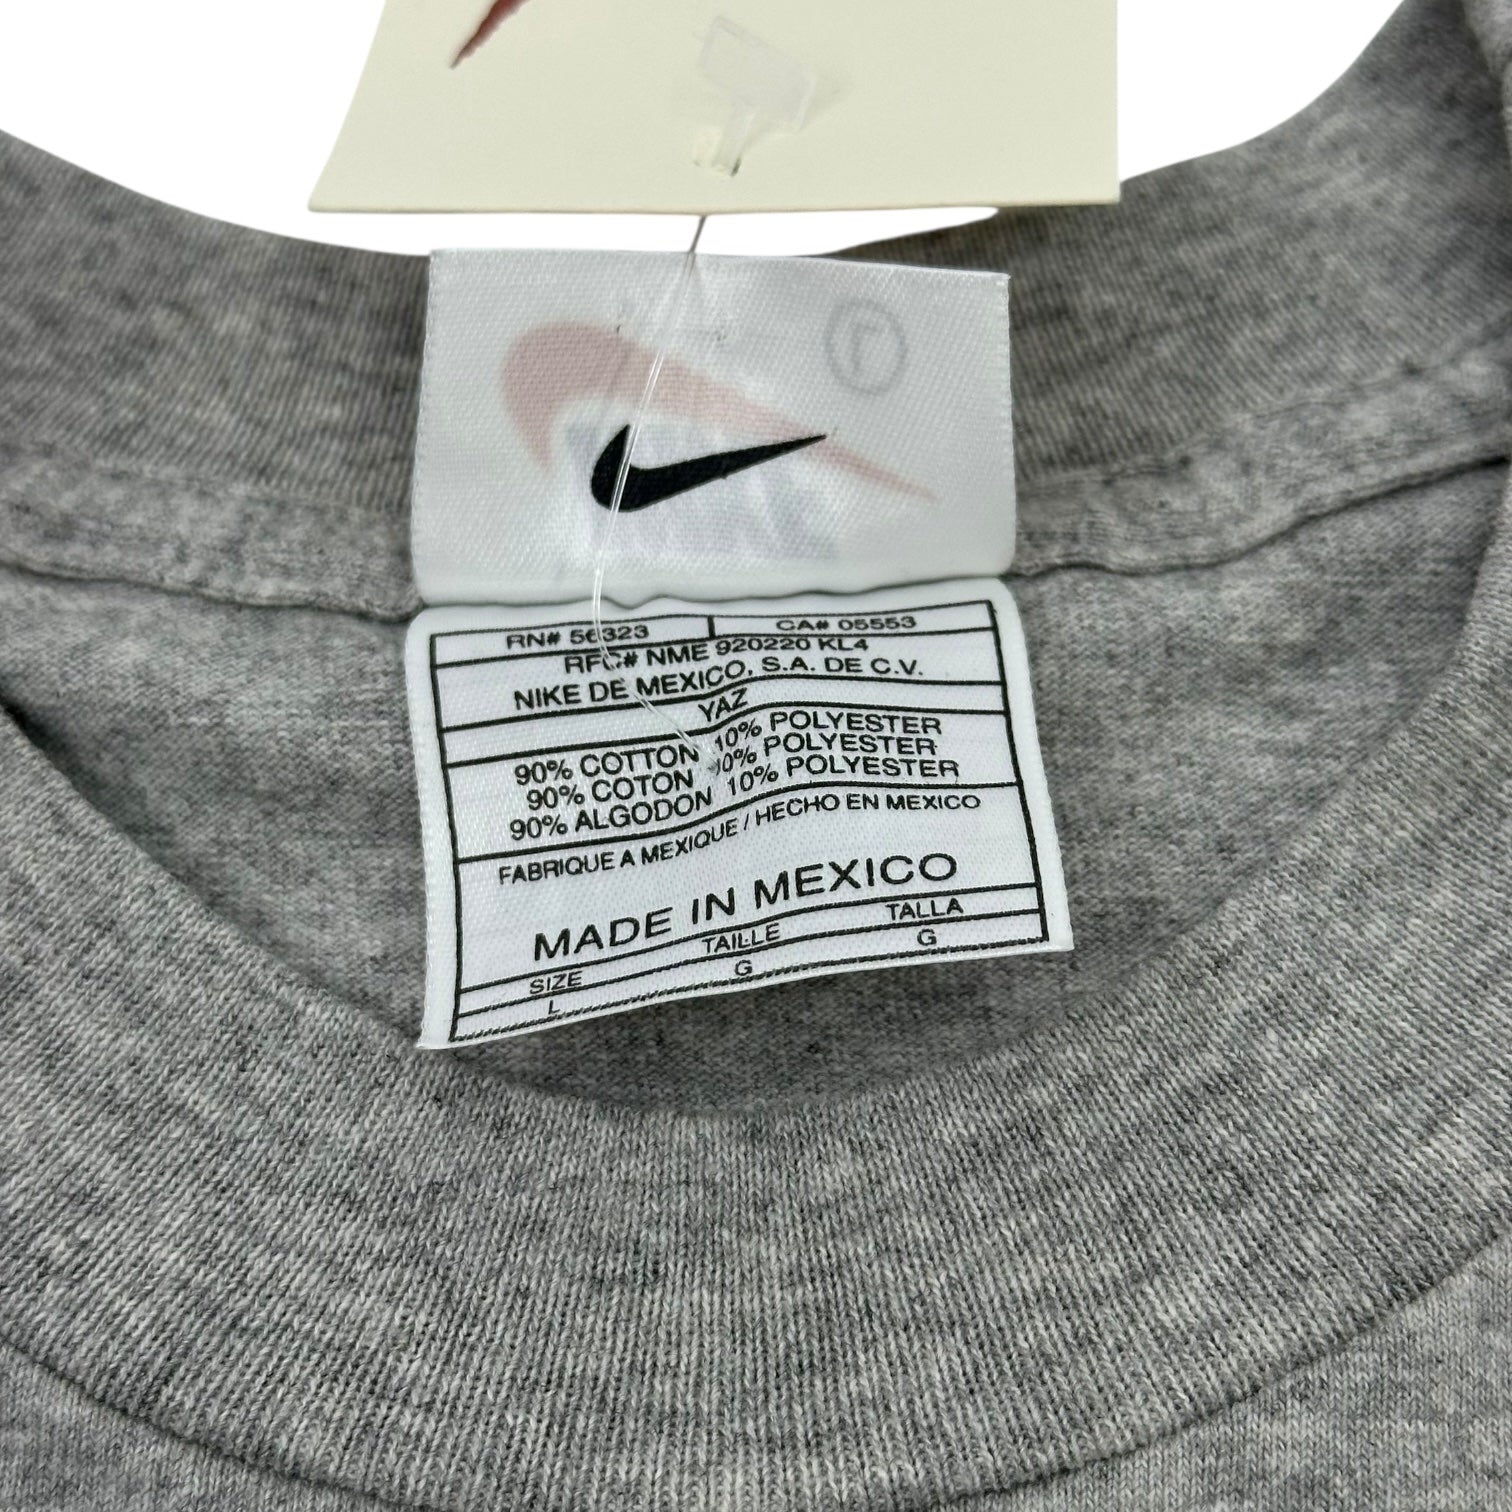 RN# 56323 CA# 05553
RFC# NME 920220 KL4
NIKE DE MEXICO, S.A. DE C.V.
YAZ
90% COTTON 10% POLYESTER
90% COTON 10% POLYESTER
90% ALGODON 10% POLYESTER
FABRIQUE A MEXIQUE / HECHO EN MEXICO
MADE IN MEXICO
SIZE TAILLE TALLA
L G G